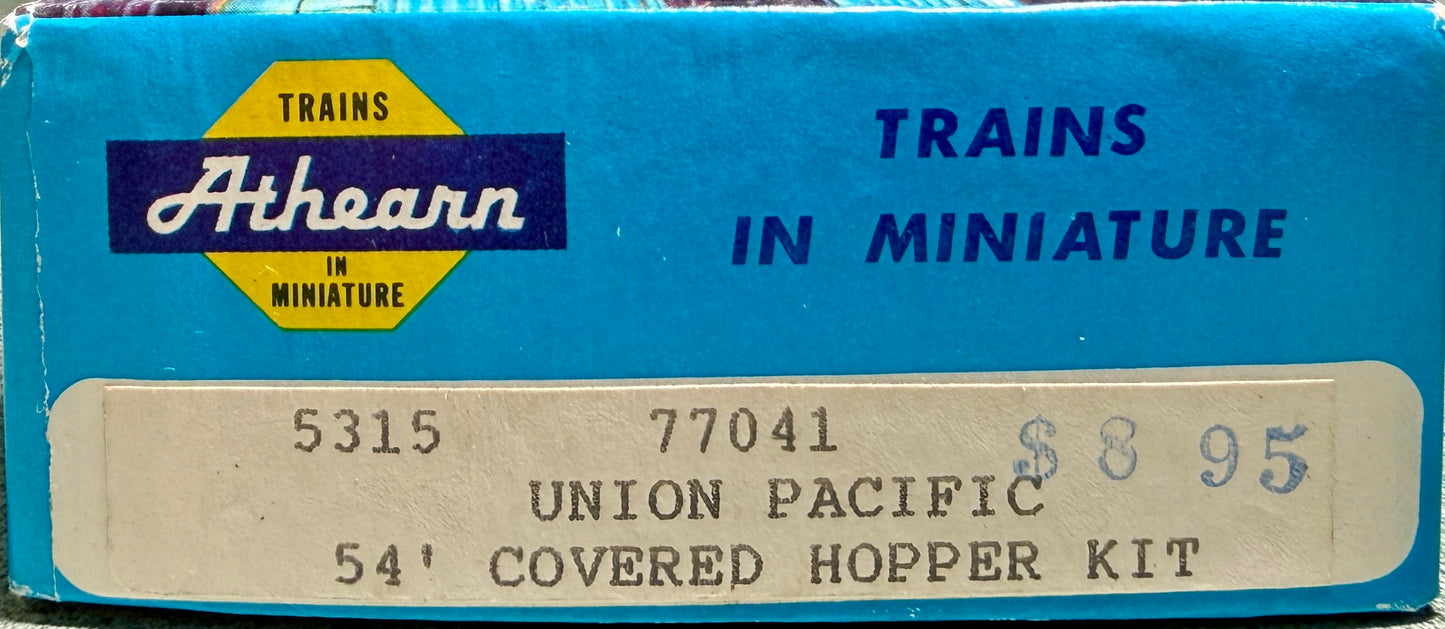 TRAINS
Athearn
IN
MINIATURE
TRAINS
IN MINIATURE
5315 77041 $ 8 95
UNION PACIFIC
54' COVERED HOPPER KIT